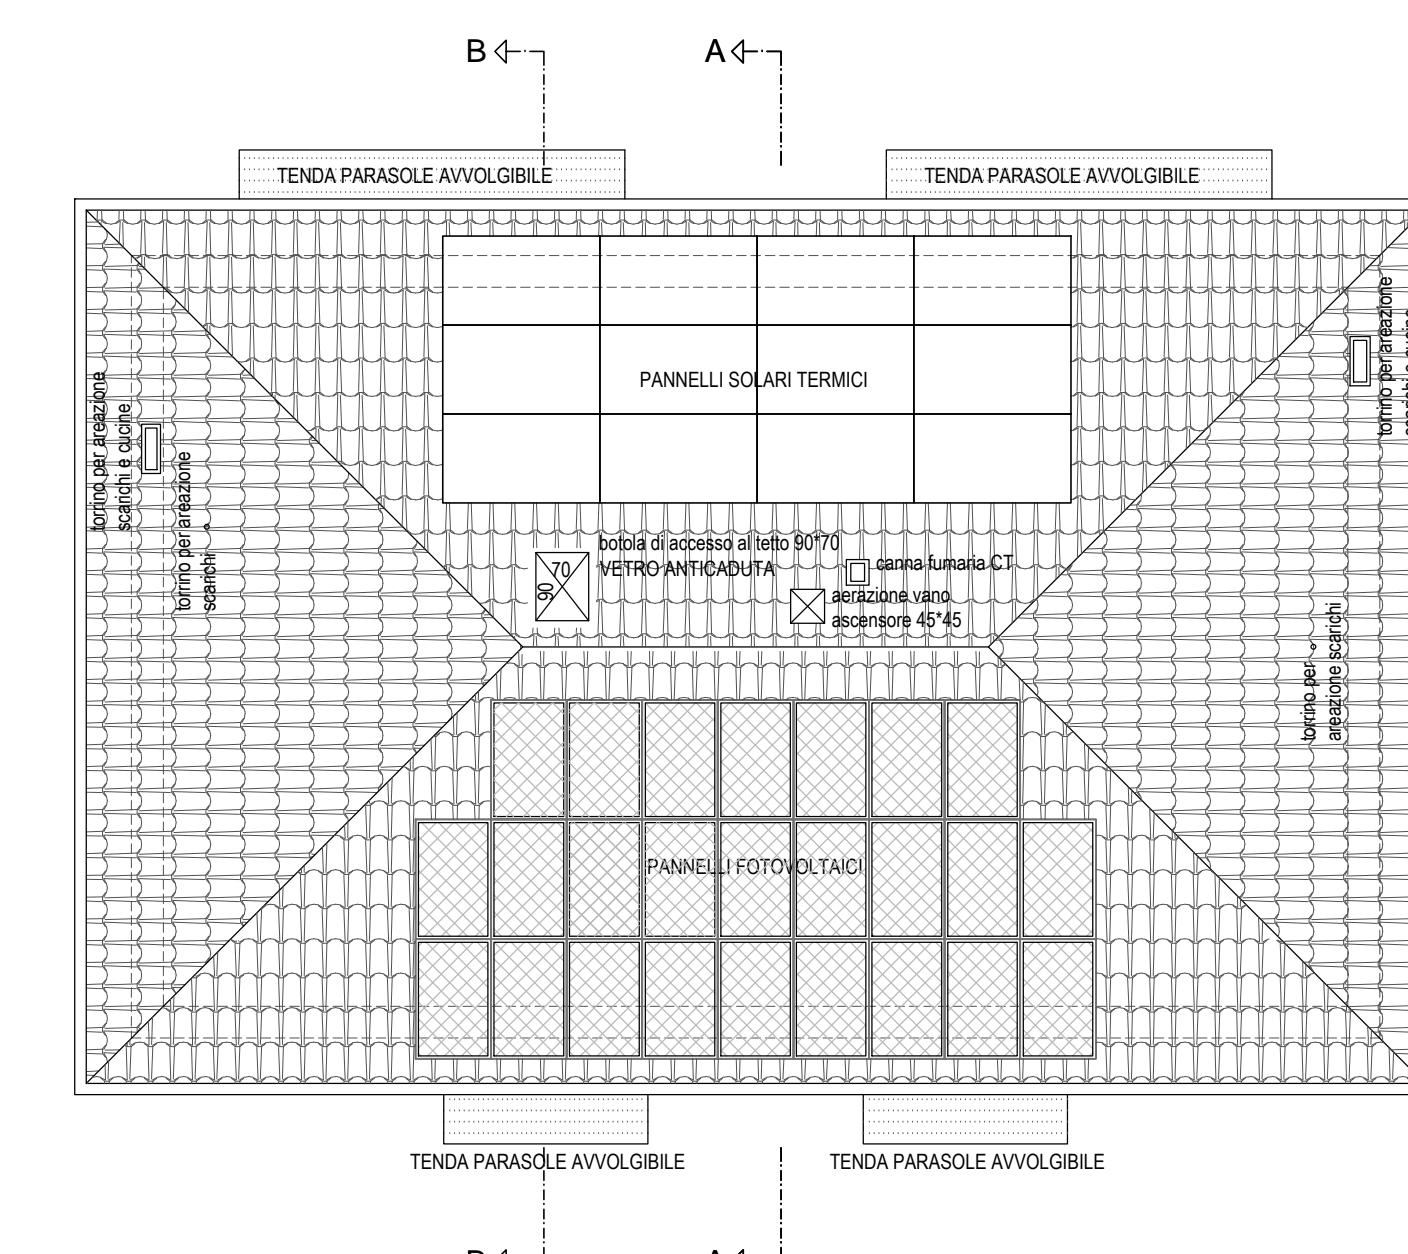 B
A
TENDA PARASOLE AVVOLGIBILE
TENDA PARASOLE AVVOLGIBILE
torrino per areazione
scarichi e cucine
torrino per areazione
PANNELLI SOLARI TERMICI
torrino per areazione
scarichi
botola di accesso al tetto 90*70
VETRO ANTICADUTA
70
90
canna fumaria CT
aerazione vano
ascensore 45*45
torrino per
areazione scarichi
PANNELLI FOTOVOLTAICI
TENDA PARASOLE AVVOLGIBILE
TENDA PARASOLE AVVOLGIBILE